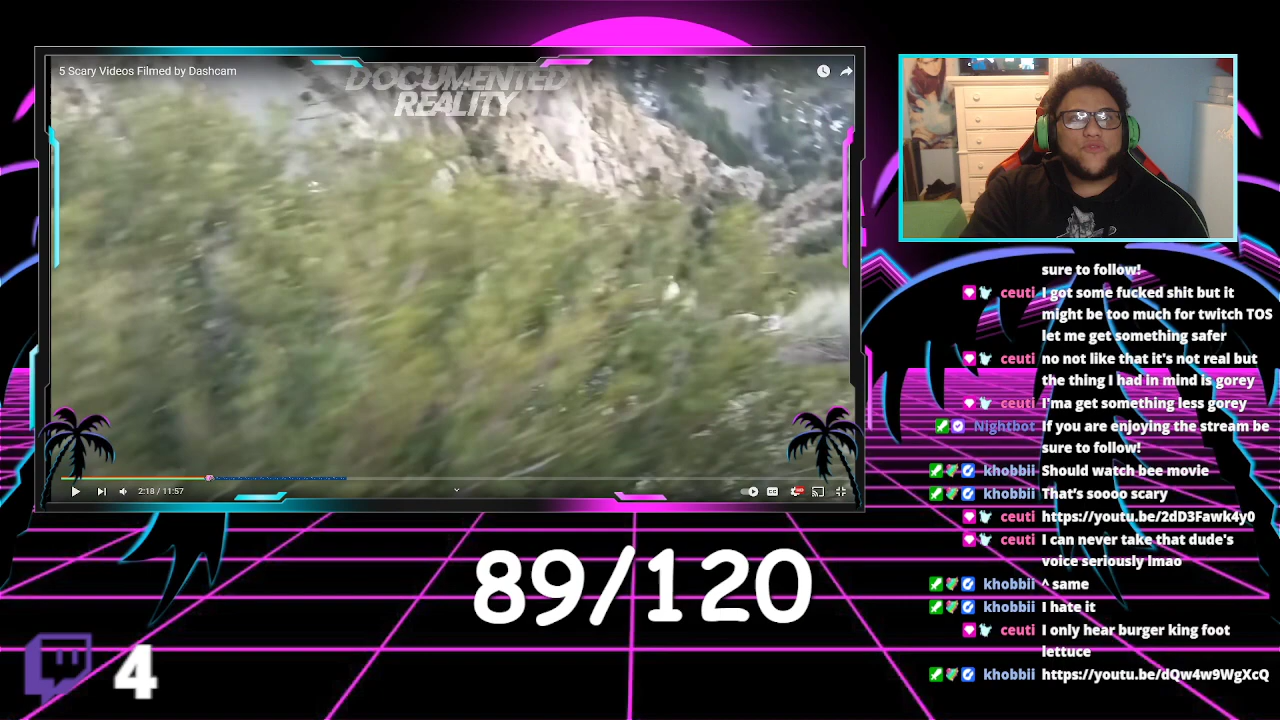 5 Scary Videos Filmed by Dashcam
DOCUMENTED
REALITY
2:18 / 11:57
CC
sure to follow!
ceuti I got some fucked shit but it
might be too much for twitch TOS
let me get something safer
ceuti no not like that it's not real but
the thing I had in mind is gorey
ceuti I'ma get something less gorey
Nightbot If you are enjoying the stream be
sure to follow!
khobbii Should watch bee movie
khobbii That's soooo scary
ceuti https://youtu.be/2dD3Fawk4y0
ceuti I can never take that dude's
voice seriously lmao
khobbii ^ same
khobbii I hate it
ceuti I only hear burger king foot
lettuce
khobbii https://youtu.be/dQw4w9WgXcQ
89/120
4